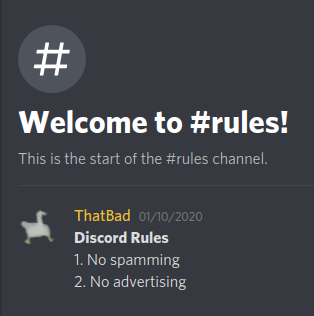 #
Welcome to #rules!
This is the start of the #rules channel.
ThatBad 01/10/2020
Discord Rules
1. No spamming
2. No advertising